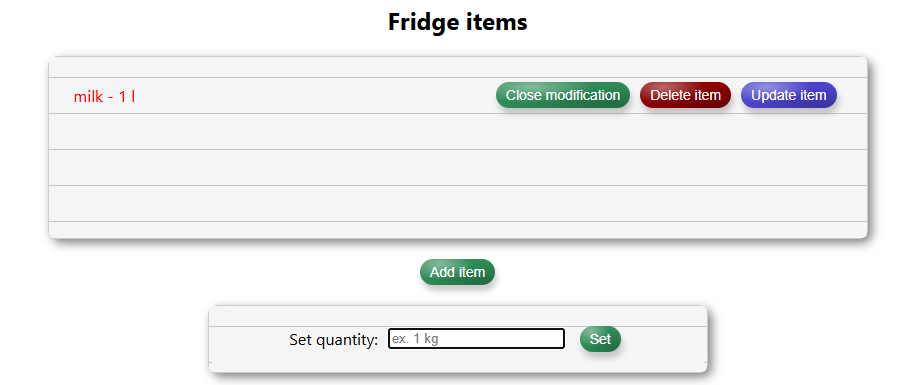 Fridge items
milk - 1 l Close modification Delete item Update item
Add item
Set quantity: ex. 1 kg Set